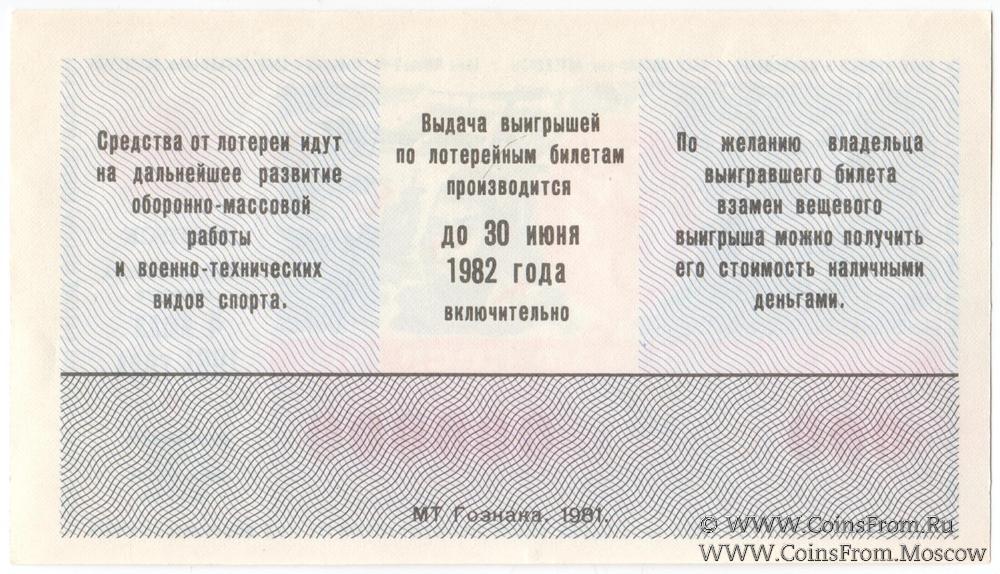 Средства от лотереи идут
на дальнейшее развитие
оборонно-массовой
работы
и военно-технических
видов спорта.
Выдача выигрышей
по лотерейным билетам
производится
до 30 июня
1982 года
включительно
По желанию владельца
выигравшего билета
взамен вещевого
выигрыша можно получить
его стоимость наличными
деньгами.
МТ Гознака. 1981.
© WWW.CoinsFrom.Ru
WWW.CoinsFrom.Moscow